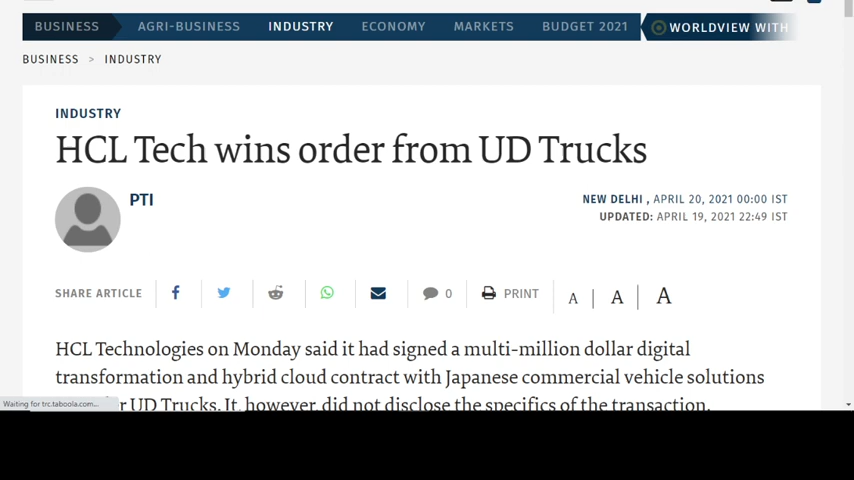 BUSINESS AGRI-BUSINESS INDUSTRY ECONOMY MARKETS BUDGET 2021 WORLDVIEW WITH
BUSINESS > INDUSTRY
INDUSTRY
HCL Tech wins order from UD Trucks
PTI
NEW DELHI , APRIL 20, 2021 00:00 IST
UPDATED: APRIL 19, 2021 22:49 IST
SHARE ARTICLE 0 PRINT A A A
HCL Technologies on Monday said it had signed a multi-million dollar digital
transformation and hybrid cloud contract with Japanese commercial vehicle solutions
UD Trucks. It, however, did not disclose the specifics of the transaction.
Waiting for trc.taboola.com...